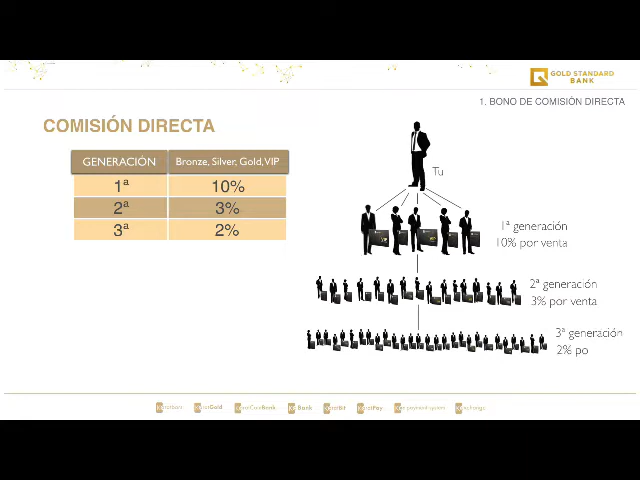 GOLD STANDARD
BANK
1. BONO DE COMISIÓN DIRECTA
COMISIÓN DIRECTA
GENERACIÓN Bronze, Silver, Gold, VIP
1ª 10%
2ª 3%
3ª 2%
Tu
1ª generación
10% por venta
2ª generación
3% por venta
3ª generación
2% po